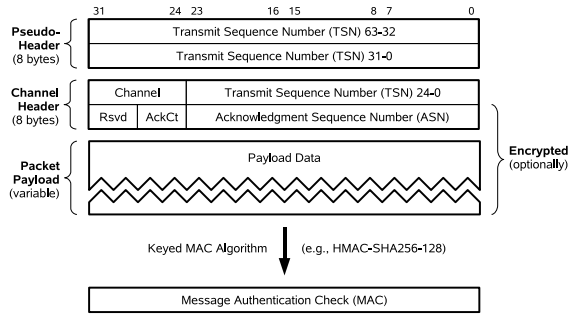 31 24 23 16 15 8 7 0
Pseudo-
Header
(8 bytes)
Transmit Sequence Number (TSN) 63-32
Transmit Sequence Number (TSN) 31-0
Channel
Header
(8 bytes)
Channel
Transmit Sequence Number (TSN) 24-0
Rsvd
AckCt
Acknowledgment Sequence Number (ASN)
Encrypted
(optionally)
Packet
Payload
(variable)
Payload Data
Keyed MAC Algorithm
(e.g., HMAC-SHA256-128)
Message Authentication Check (MAC)